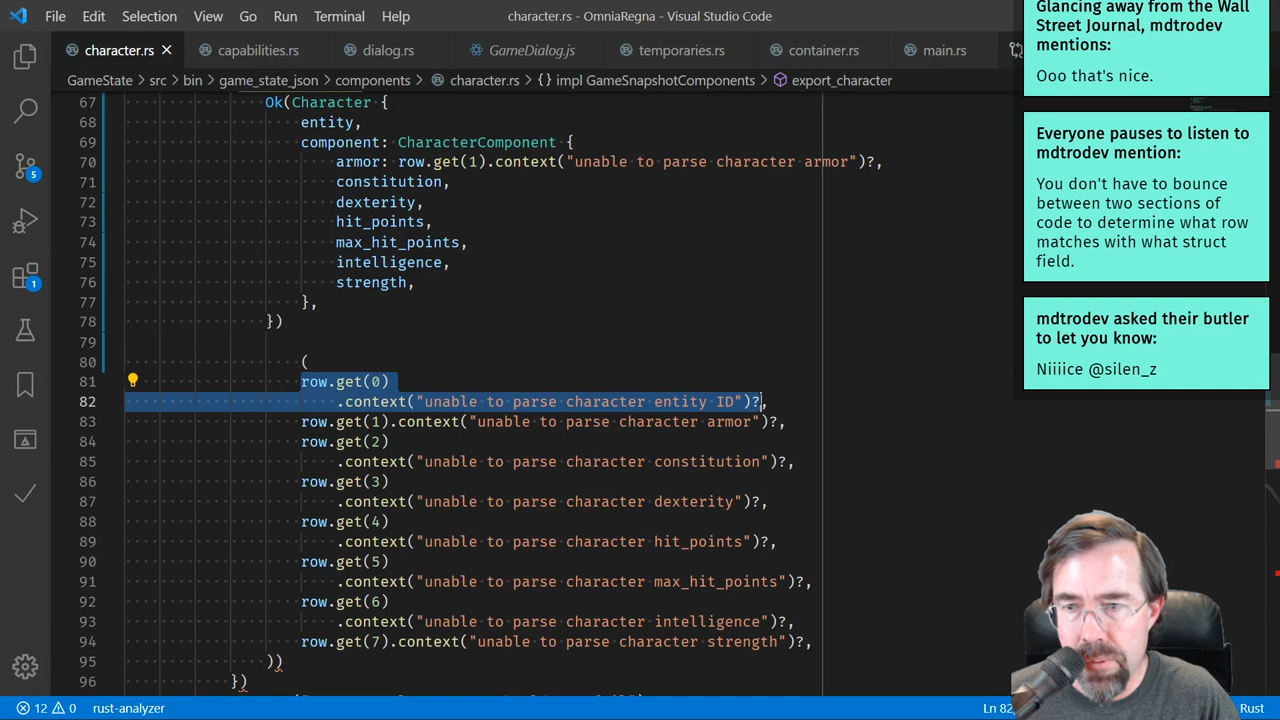 File Edit Selection View Go Run Terminal Help
character.rs - OmniaRegna - Visual Studio Code
character.rs capabilities.rs dialog.rs GameDialog.js temporaries.rs container.rs main.rs
GameState > src > bin > game_state_json > components > character.rs > {} impl GameSnapshotComponents > export_character
67 Ok(Character {
68 entity,
69 component: CharacterComponent {
70 armor: row.get(1).context("unable to parse character armor")?,
71 constitution,
72 dexterity,
73 hit_points,
74 max_hit_points,
75 intelligence,
76 strength,
77 },
78 })
79
80 (
81 row.get(0)
82 .context("unable to parse character entity ID")?,
83 row.get(1).context("unable to parse character armor")?,
84 row.get(2)
85 .context("unable to parse character constitution")?,
86 row.get(3)
87 .context("unable to parse character dexterity")?,
88 row.get(4)
89 .context("unable to parse character hit_points")?,
90 row.get(5)
91 .context("unable to parse character max_hit_points")?,
92 row.get(6)
93 .context("unable to parse character intelligence")?,
94 row.get(7).context("unable to parse character strength")?,
95 ))
96 })
5
1
Glancing away from the Wall
Street Journal, mdtrodev
mentions:
Ooo that's nice.
Everyone pauses to listen to
mdtrodev mention:
You don't have to bounce
between two sections of
code to determine what row
matches with what struct
field.
mdtrodev asked their butler
to let you know:
Niiiice @silen_z
12 0 rust-analyzer
Ln 82,
Rust